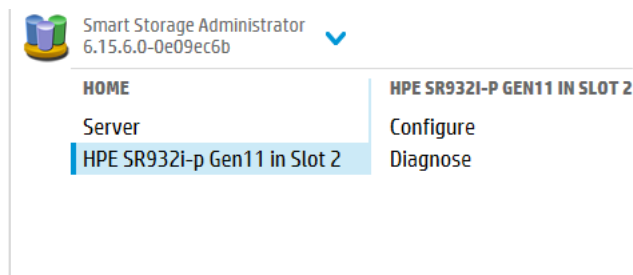 Smart Storage Administrator
6.15.6.0-0e09ec6b
HOME
Server
HPE SR932i-p Gen11 in Slot 2
HPE SR932I-P GEN11 IN SLOT 2
Configure
Diagnose